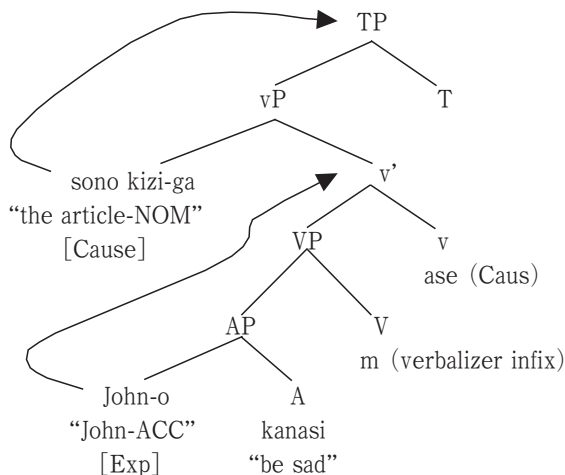 TP
vP T
sono kizi-ga v’
“the article-NOM”
[Cause] VP v
ase (Caus)
AP V
m (verbalizer infix)
John-o A
“John-ACC” kanasi
[Exp] “be sad”